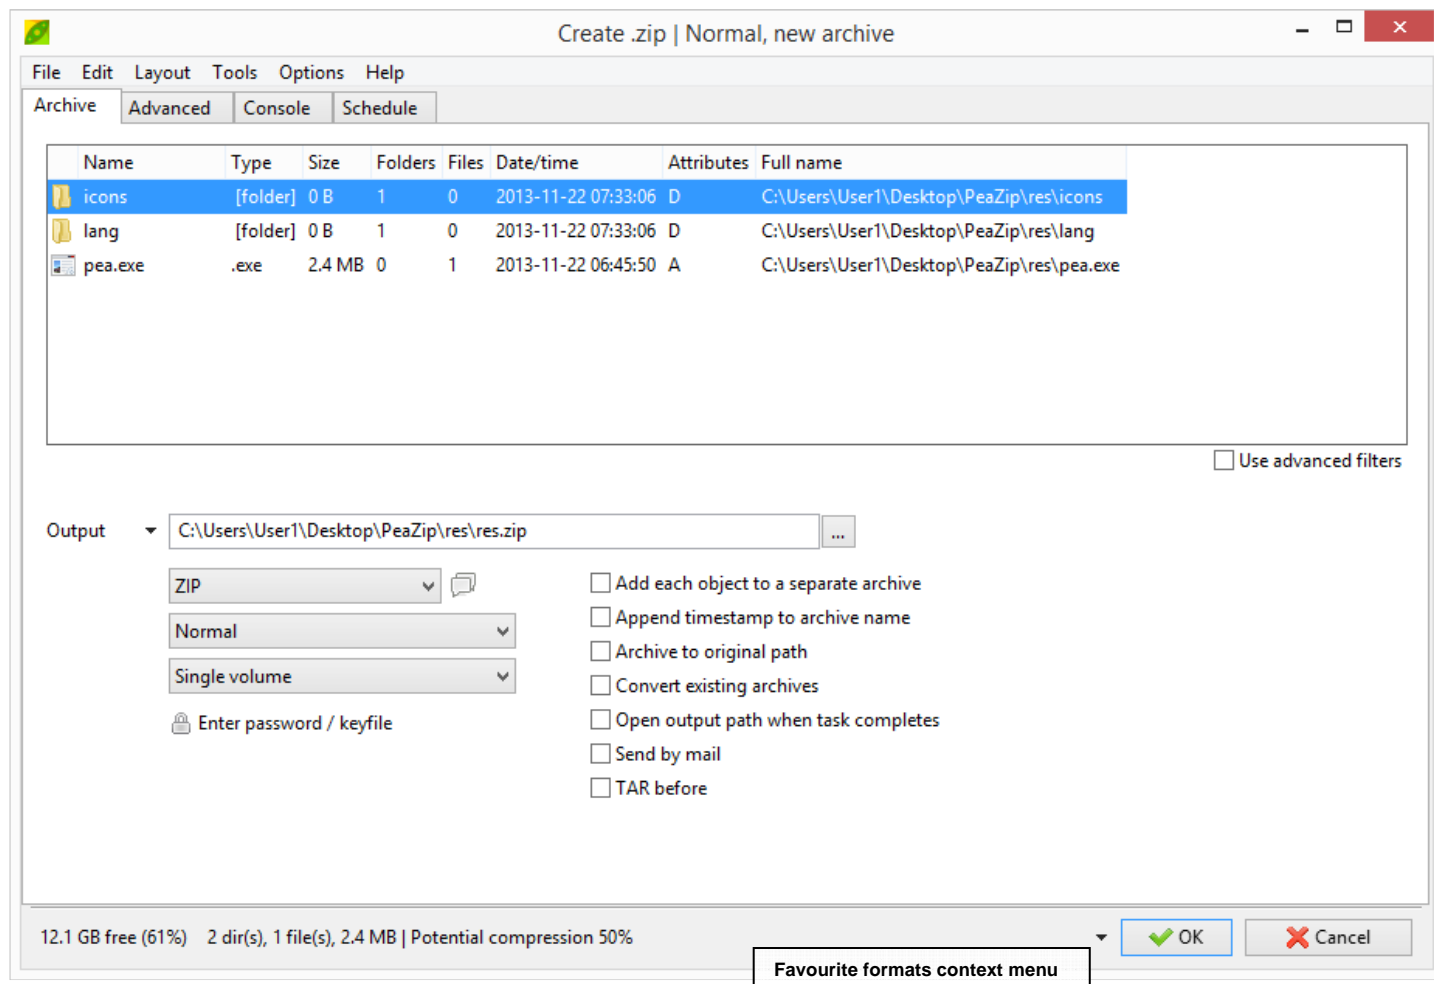 Create .zip | Normal, new archive
File Edit Layout Tools Options Help
Archive Advanced Console Schedule
Name Type Size Folders Files Date/time Attributes Full name
icons [folder] 0 B 1 0 2013-11-22 07:33:06 D C:\Users\User1\Desktop\PeaZip\res\icons
lang [folder] 0 B 1 0 2013-11-22 07:33:06 D C:\Users\User1\Desktop\PeaZip\res\lang
pea.exe .exe 2.4 MB 0 1 2013-11-22 06:45:50 A C:\Users\User1\Desktop\PeaZip\res\pea.exe
Use advanced filters
Output C:\Users\User1\Desktop\PeaZip\res\res.zip ...
ZIP
Normal
Single volume
Enter password / keyfile
Add each object to a separate archive
Append timestamp to archive name
Archive to original path
Convert existing archives
Open output path when task completes
Send by mail
TAR before
12.1 GB free (61%) 2 dir(s), 1 file(s), 2.4 MB | Potential compression 50% OK Cancel
Favourite formats context menu